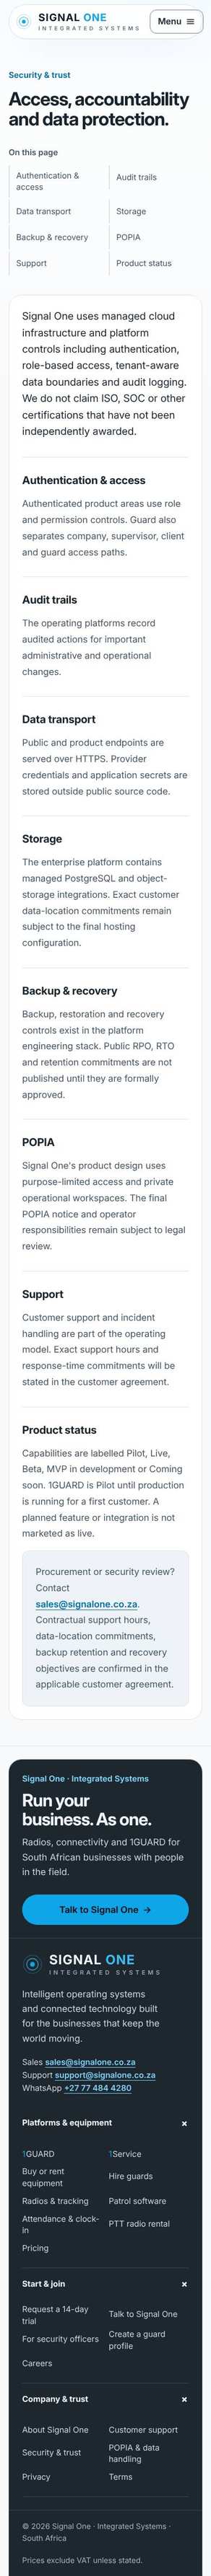 SIGNAL ONE
INTEGRATED SYSTEMS
Menu
Security & trust
Access, accountability
and data protection.
On this page
Authentication &
access
Audit trails
Data transport
Storage
Backup & recovery
POPIA
Support
Product status
Signal One uses managed cloud
infrastructure and platform
controls including authentication,
role-based access, tenant-aware
data boundaries and audit logging.
We do not claim ISO, SOC or other
certifications that have not been
independently awarded.
Authentication & access
Authenticated product areas use role
and permission controls. Guard also
separates company, supervisor, client
and guard access paths.
Audit trails
The operating platforms record
audited actions for important
administrative and operational
changes.
Data transport
Public and product endpoints are
served over HTTPS. Provider
credentials and application secrets are
stored outside public source code.
Storage
The enterprise platform contains
managed PostgreSQL and object-
storage integrations. Exact customer
data-location commitments remain
subject to the final hosting
configuration.
Backup & recovery
Backup, restoration and recovery
controls exist in the platform
engineering stack. Public RPO, RTO
and retention commitments are not
published until they are formally
approved.
POPIA
Signal One's product design uses
purpose-limited access and private
operational workspaces. The final
POPIA notice and operator
responsibilities remain subject to legal
review.
Support
Customer support and incident
handling are part of the operating
model. Exact support hours and
response-time commitments will be
stated in the customer agreement.
Product status
Capabilities are labelled Pilot, Live,
Beta, MVP in development or Coming
soon. 1GUARD is Pilot until production
is running for a first customer. A
planned feature or integration is not
marketed as live.
Procurement or security review?
Contact
sales@signalone.co.za.
Contractual support hours,
data-location commitments,
backup retention and recovery
objectives are confirmed in the
applicable customer agreement.
Signal One · Integrated Systems
Run your
business. As one.
Radios, connectivity and 1GUARD for
South African businesses with people
in the field.
Talk to Signal One →
SIGNAL ONE
INTEGRATED SYSTEMS
Intelligent operating systems
and connected technology built
for the businesses that keep the
world moving.
Sales sales@signalone.co.za
Support support@signalone.co.za
WhatsApp +27 77 484 4280
Platforms & equipment
1GUARD
1Service
Buy or rent
equipment
Hire guards
Radios & tracking
Patrol software
Attendance & clock-
in
PTT radio rental
Pricing
Start & join
Request a 14-day
trial
Talk to Signal One
For security officers
Create a guard
profile
Careers
Company & trust
About Signal One
Customer support
Security & trust
POPIA & data
handling
Privacy
Terms
© 2026 Signal One · Integrated Systems ·
South Africa
Prices exclude VAT unless stated.